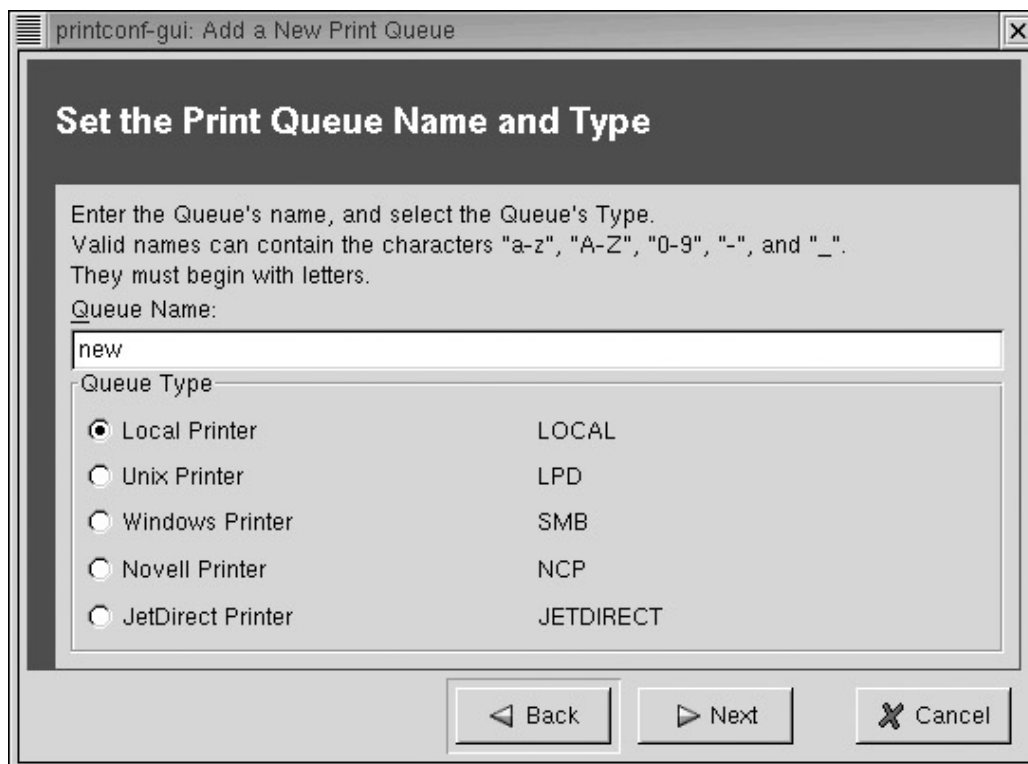 printconf-gui: Add a New Print Queue
Set the Print Queue Name and Type
Enter the Queue's name, and select the Queue's Type.
Valid names can contain the characters "a-z", "A-Z", "0-9", "-", and "_".
They must begin with letters.
Queue Name:
new
Queue Type
Local Printer LOCAL
Unix Printer LPD
Windows Printer SMB
Novell Printer NCP
JetDirect Printer JETDIRECT
Back Next Cancel